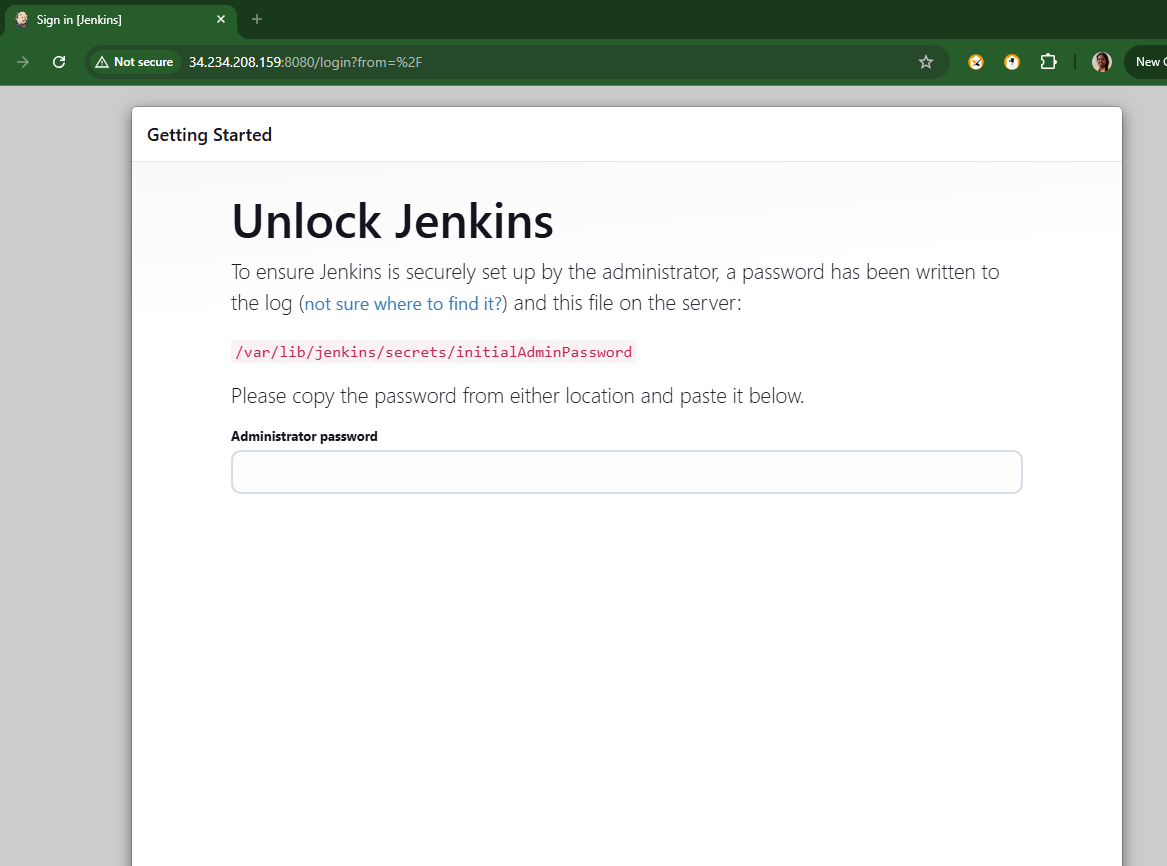 Sign in [Jenkins]
Not secure 34.234.208.159:8080/login?from=%2F
New
Getting Started
Unlock Jenkins
To ensure Jenkins is securely set up by the administrator, a password has been written to
the log (not sure where to find it?) and this file on the server:
/var/lib/jenkins/secrets/initialAdminPassword
Please copy the password from either location and paste it below.
Administrator password